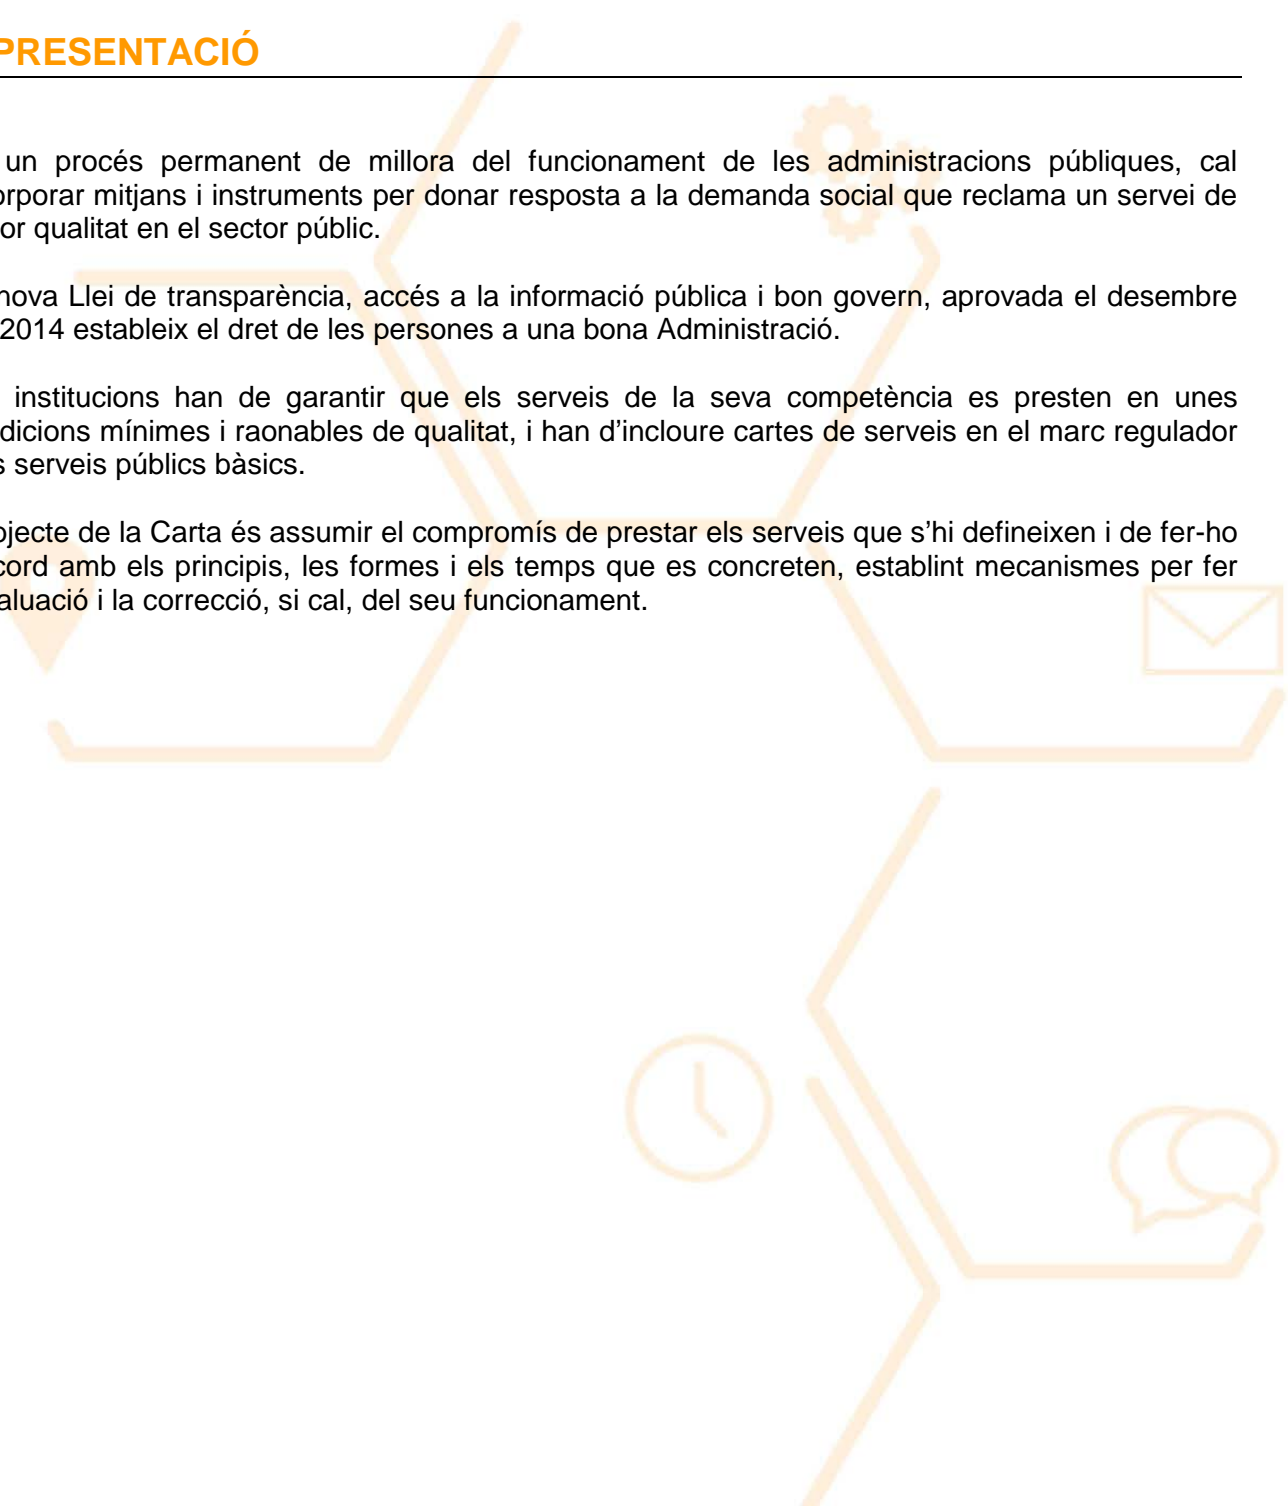 PRESENTACIÓ
un procés permanent de millora del funcionament de les administracions públiques, cal
orporar mitjans i instruments per donar resposta a la demanda social que reclama un servei de
or qualitat en el sector públic.
nova Llei de transparència, accés a la informació pública i bon govern, aprovada el desembre
2014 estableix el dret de les persones a una bona Administració.
institucions han de garantir que els serveis de la seva competència es presten en unes
dicions mínimes i raonables de qualitat, i han d’incloure cartes de serveis en el marc regulador
s serveis públics bàsics.
ojecte de la Carta és assumir el compromís de prestar els serveis que s’hi defineixen i de fer-ho
cord amb els principis, les formes i els temps que es concreten, establint mecanismes per fer
aluació i la correcció, si cal, del seu funcionament.